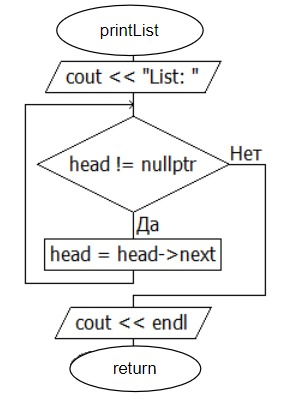 printList
cout << "List: "
head != nullptr
Нет
Да
head = head->next
cout << endl
return